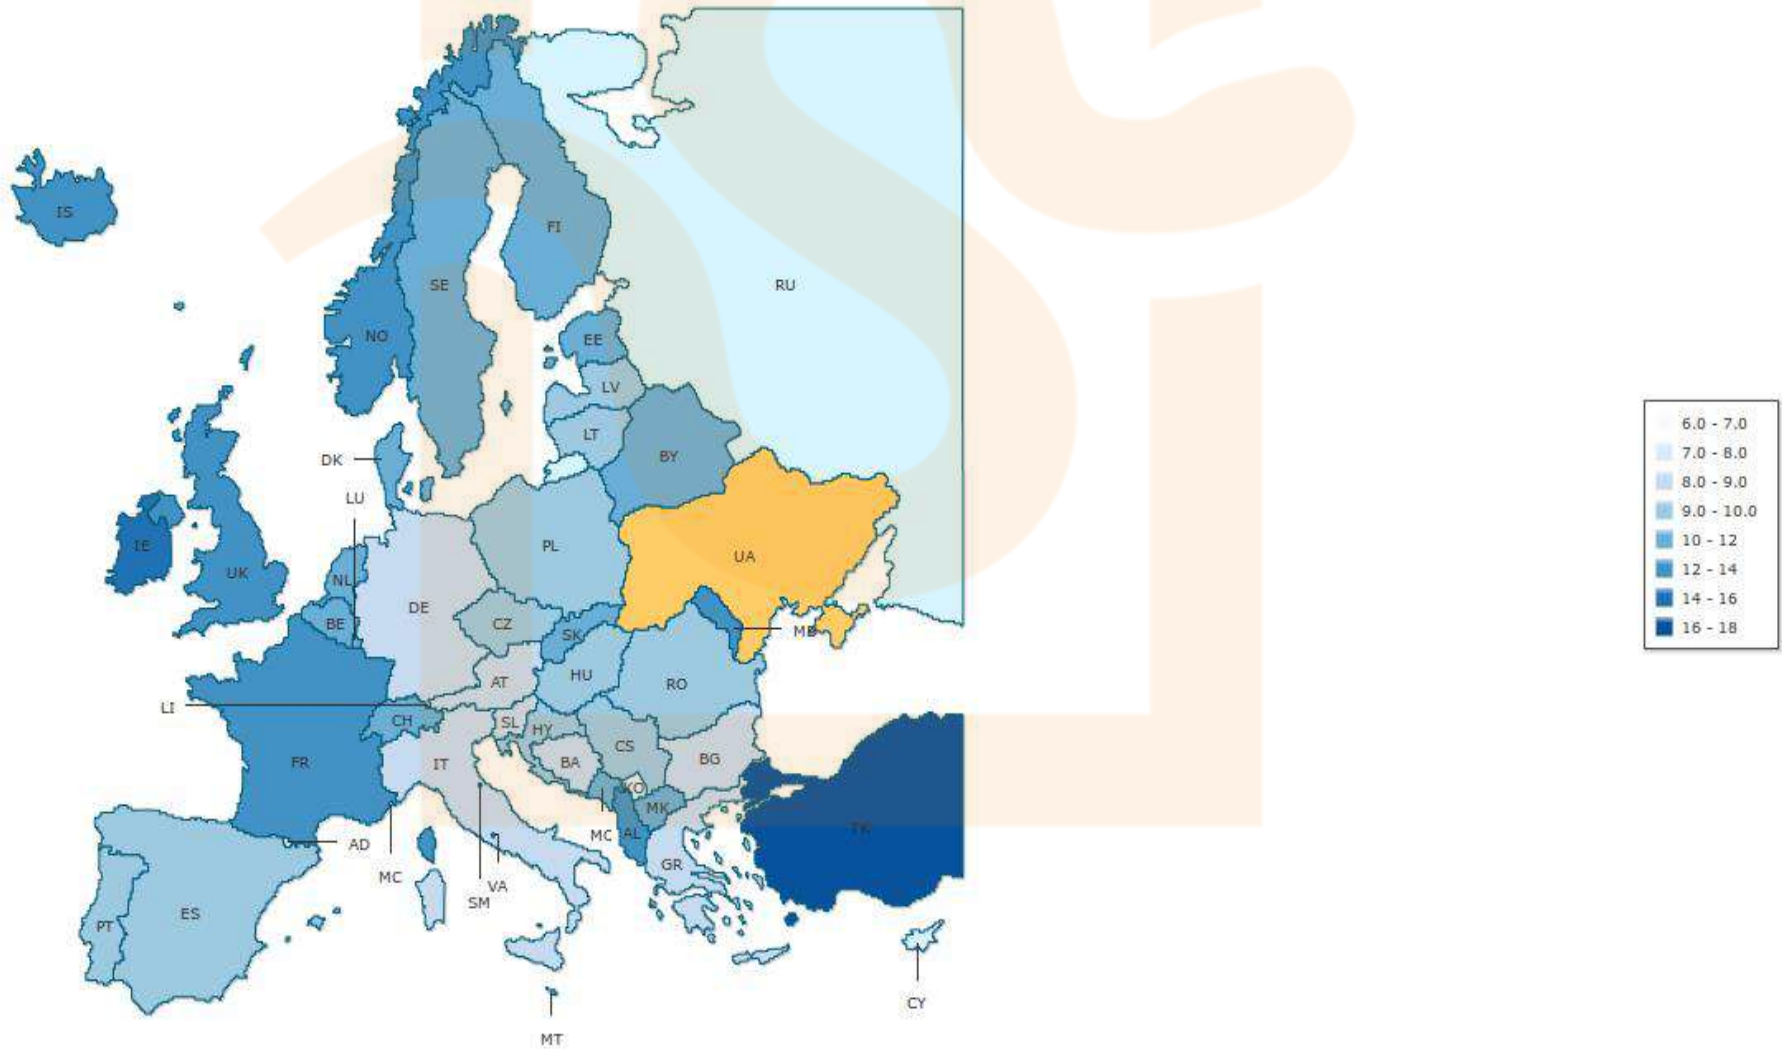 IS
FI
SE
RU
NO
EE
LV
LT
BY
DK
LU
IE
UK
NL
BE
DE
PL
UA
CZ
SK
MD
AT
HU
RO
LI
CH
SL
HY
CS
FR
IT
BA
BG
KO
MK
AL
MC
AD
GR
MC
VA
SM
ES
PT
CY
MT
6.0 - 7.0
7.0 - 8.0
8.0 - 9.0
9.0 - 10.0
10 - 12
12 - 14
14 - 16
16 - 18